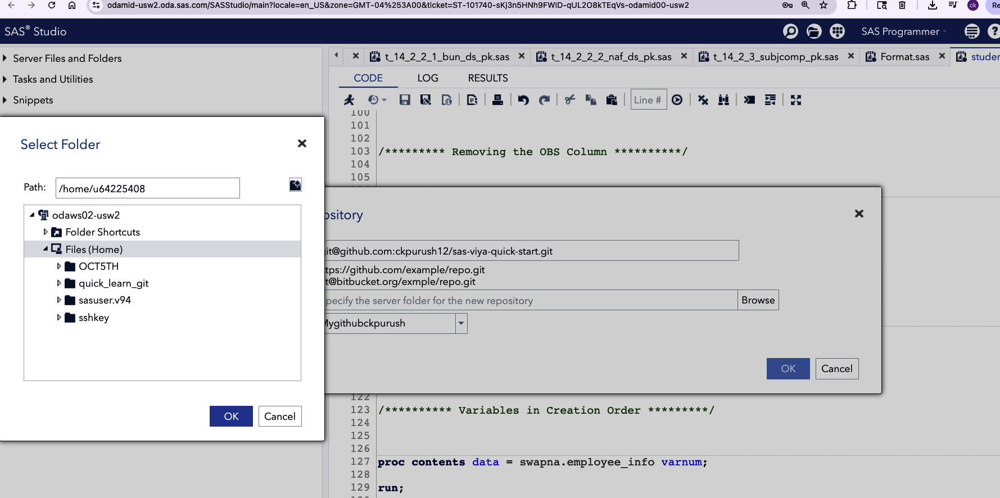 odamid-usw2.oda.sas.com/SASStudio/main?locale=en_US&zone=GMT-04%253A00&ticket=ST-101740-sKj3n5HNh9FWID-qUL2O8kTEqVs-odamid00-usw2
ck
Re
SAS® Studio
SAS Programmer
?
Server Files and Folders
Tasks and Utilities
Snippets
t_14_2_2_1_bun_ds_pk.sas
t_14_2_2_2_naf_ds_pk.sas
t_14_2_3_subjcomp_pk.sas
Format.sas
studen
CODE
LOG
RESULTS
Line #
100
101
102
103 /********* Removing the OBS Column **********/
104
105
Select Folder
Path:
/home/u64225408
odaws02-usw2
Folder Shortcuts
Files (Home)
OCT5TH
quick_learn_git
sasuser.v94
sshkey
OK
Cancel
ository
it@github.com:ckpurush12/sas-viya-quick-start.git
tps://github.com/example/repo.git
t@bitbucket.org/exmple/repo.git
pecify the server folder for the new repository
Browse
Mygithubckpurush
OK
Cancel
122
123 /********** Variables in Creation Order *********/
124
125
126
127 proc contents data = swapna.employee_info varnum;
128
129 run;